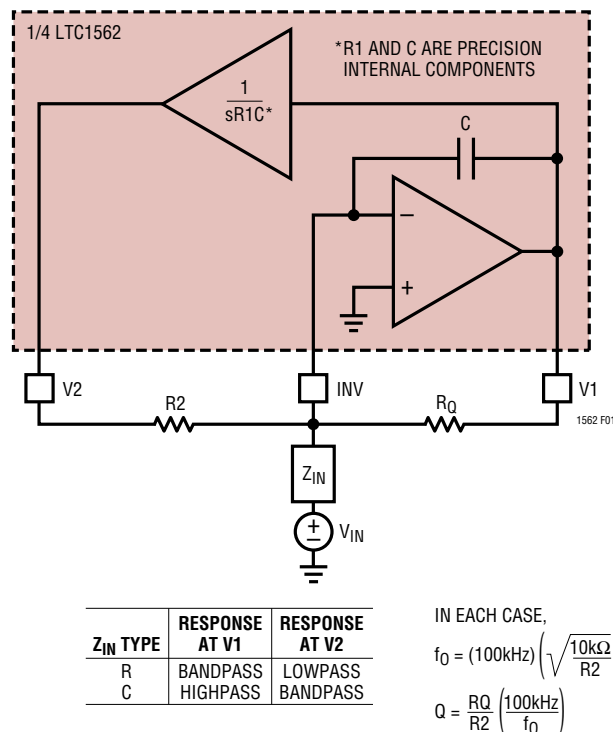 1/4 LTC1562
*R1 AND C ARE PRECISION
INTERNAL COMPONENTS
1
sR1C*
C
−
+
V2
INV
V1
R2
RQ
1562 F01
ZIN
+
−
VIN
ZIN TYPE RESPONSE AT V1 RESPONSE AT V2
R BANDPASS LOWPASS
C HIGHPASS BANDPASS
IN EACH CASE,
fO = (100kHz) (√10kΩ/R2
Q = RQ/R2 (100kHz/fO)